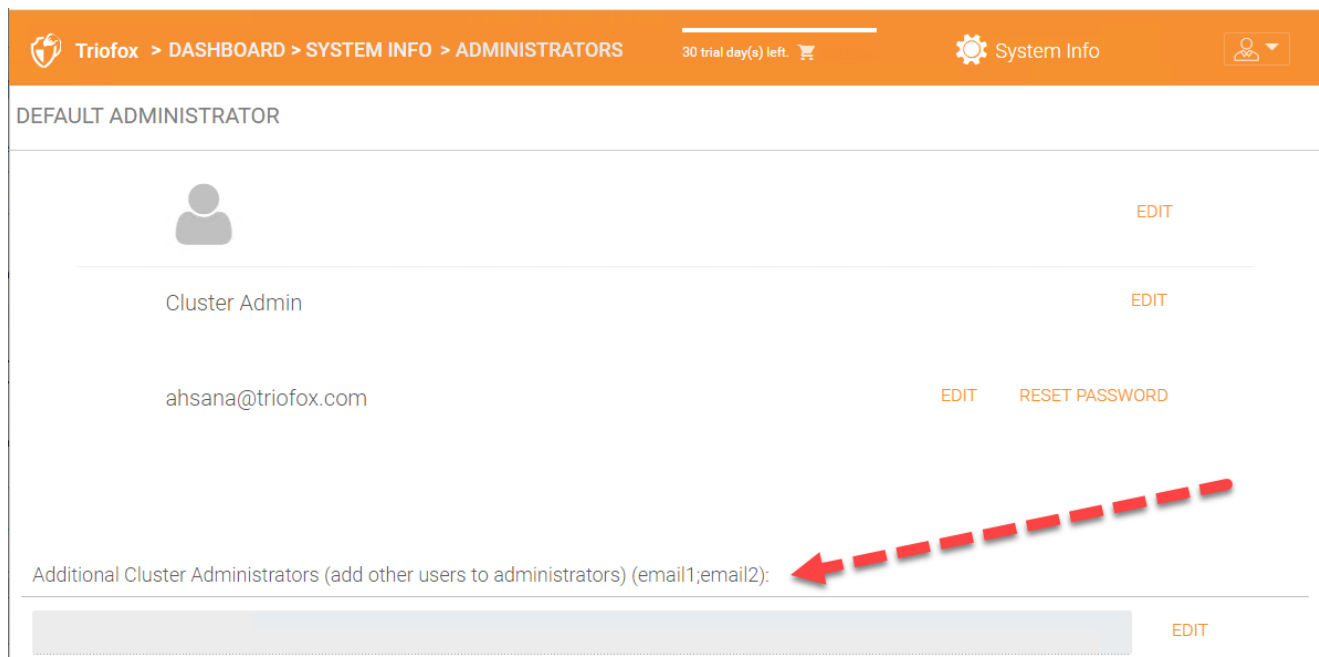 Triofox > DASHBOARD > SYSTEM INFO > ADMINISTRATORS
30 trial day(s) left.
System Info
DEFAULT ADMINISTRATOR
EDIT
Cluster Admin EDIT
ahsana@triofox.com EDIT RESET PASSWORD
Additional Cluster Administrators (add other users to administrators) (email1;email2):
EDIT